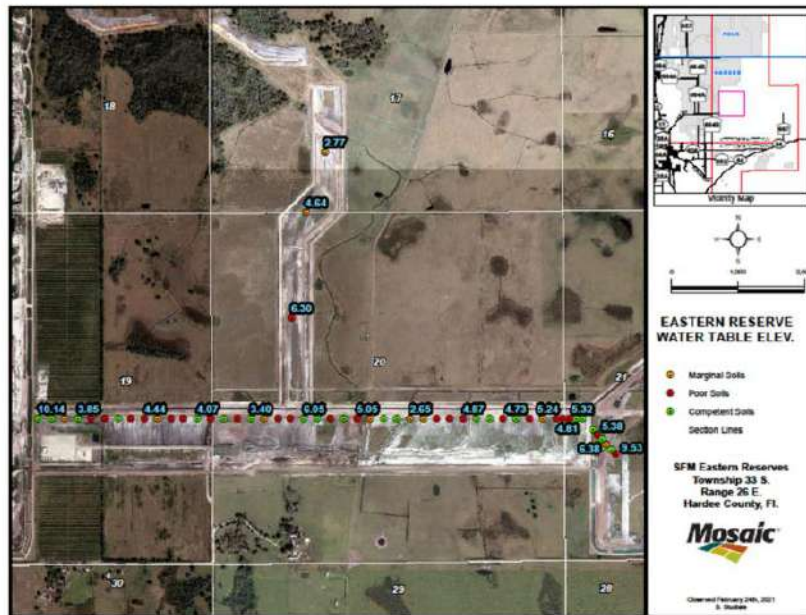 18
17
16
2.77
4.64
6.30
19
20
21
10.14 3.85 4.44 4.07 3.40 6.05 5.05 2.65 4.87 4.73 5.24 5.32
4.81 5.38
6.38 9.53
30
29
28
Vicinity Map
N
W E
S
0 1,000
EASTERN RESERVE
WATER TABLE ELEV.
Marginal Soils
Poor Soils
Competent Soils
Section Lines
SFM Eastern Reserves
Township 33 S.
Range 26 E.
Hardee County, Fl.
Mosaic
Observed February 24th, 2021